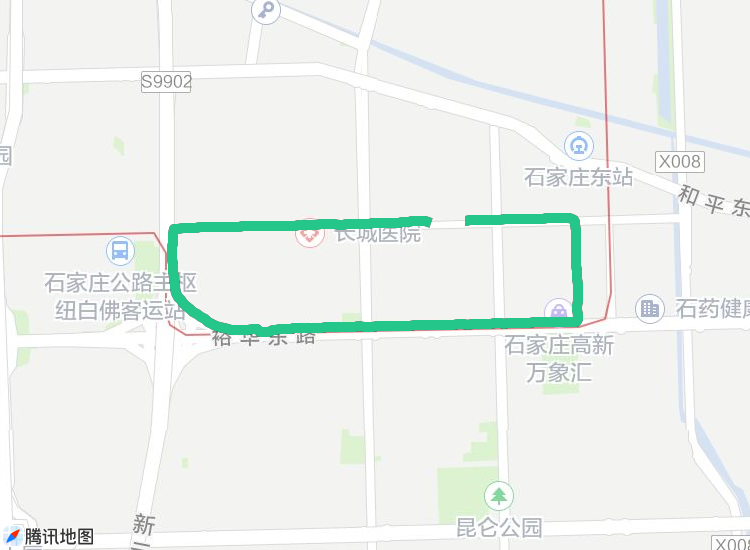 S9902
园
石家庄东站
X008
和平东
长城医院
石家庄公路主枢
纽白佛客运站
石药健康
裕华东路
石家庄高新
万象汇
昆仑公园
新
腾讯地图